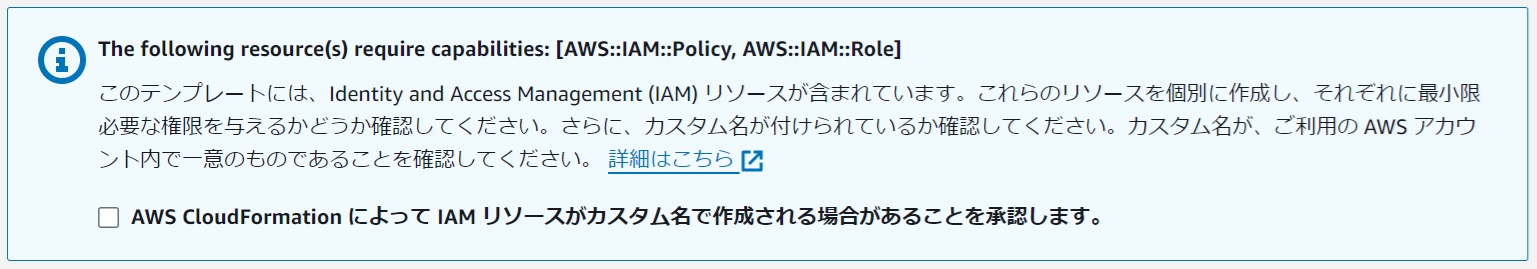 The following resource(s) require capabilities: [AWS::IAM::Policy, AWS::IAM::Role]
このテンプレートには、Identity and Access Management (IAM) リソースが含まれています。これらのリソースを個別に作成し、それぞれに最小限
必要な権限を与えるかどうか確認してください。さらに、カスタム名が付けられているか確認してください。カスタム名が、ご利用の AWS アカウ
ント内で一意のものであることを確認してください。 詳細はこちら
AWS CloudFormation によって IAM リソースがカスタム名で作成される場合があることを承認します。